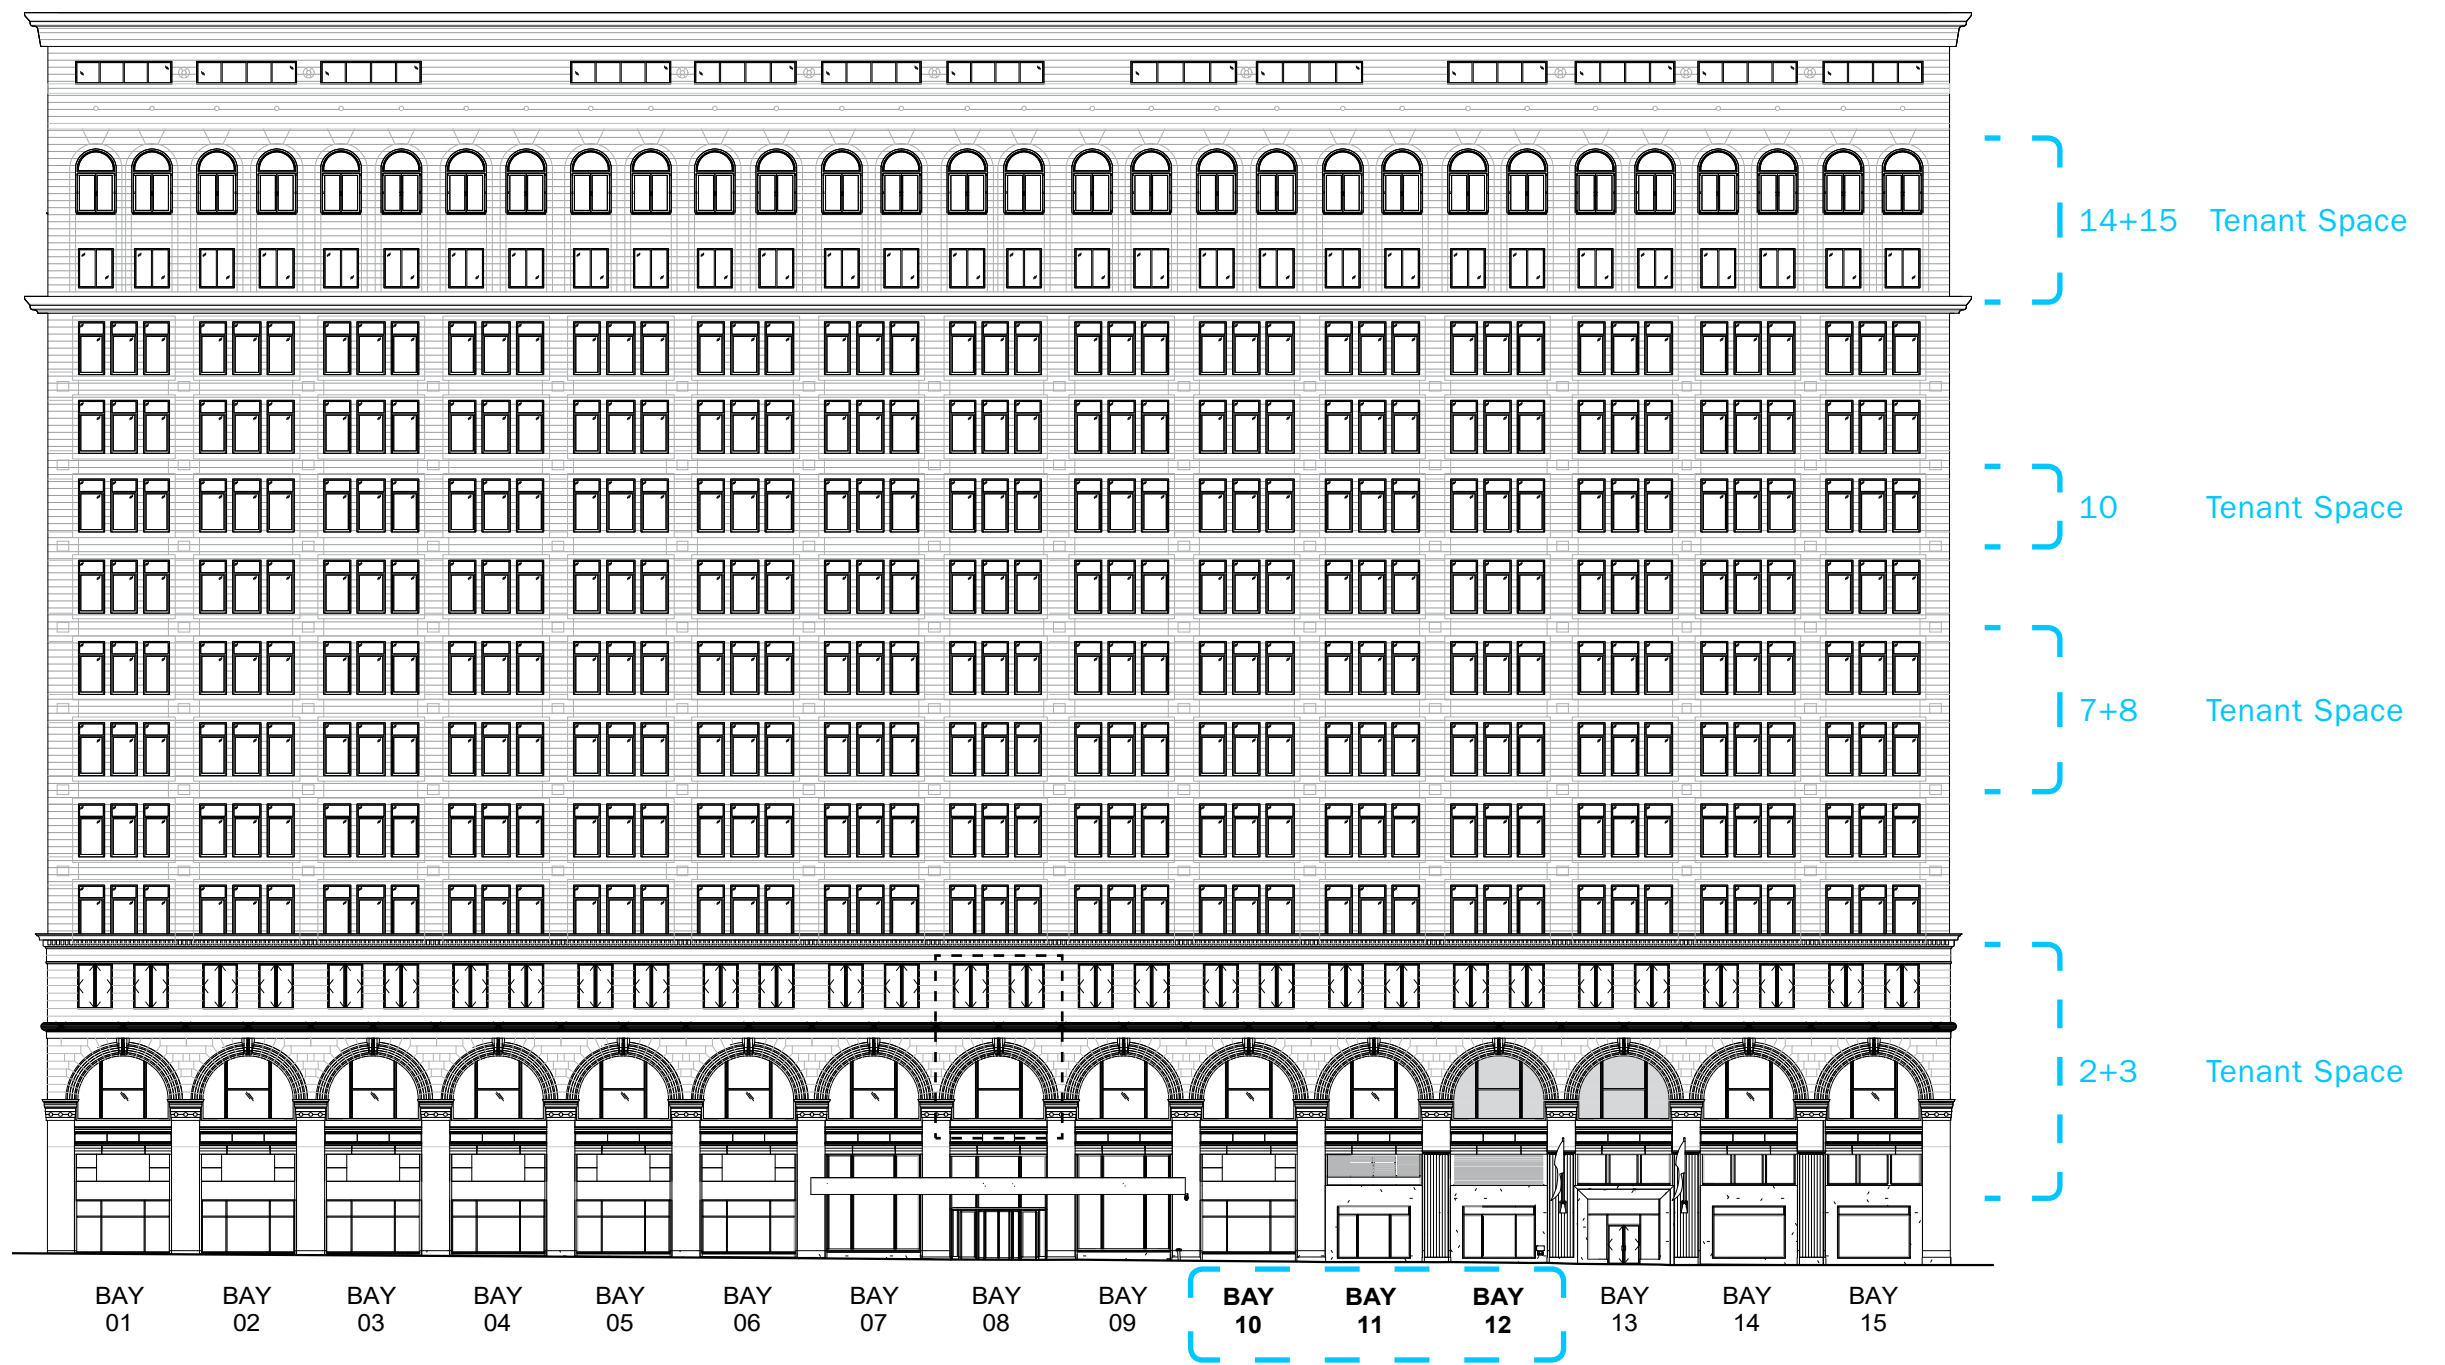 14+15 Tenant Space
10 Tenant Space
7+8 Tenant Space
2+3 Tenant Space
BAY 01
BAY 02
BAY 03
BAY 04
BAY 05
BAY 06
BAY 07
BAY 08
BAY 09
BAY 10
BAY 11
BAY 12
BAY 13
BAY 14
BAY 15